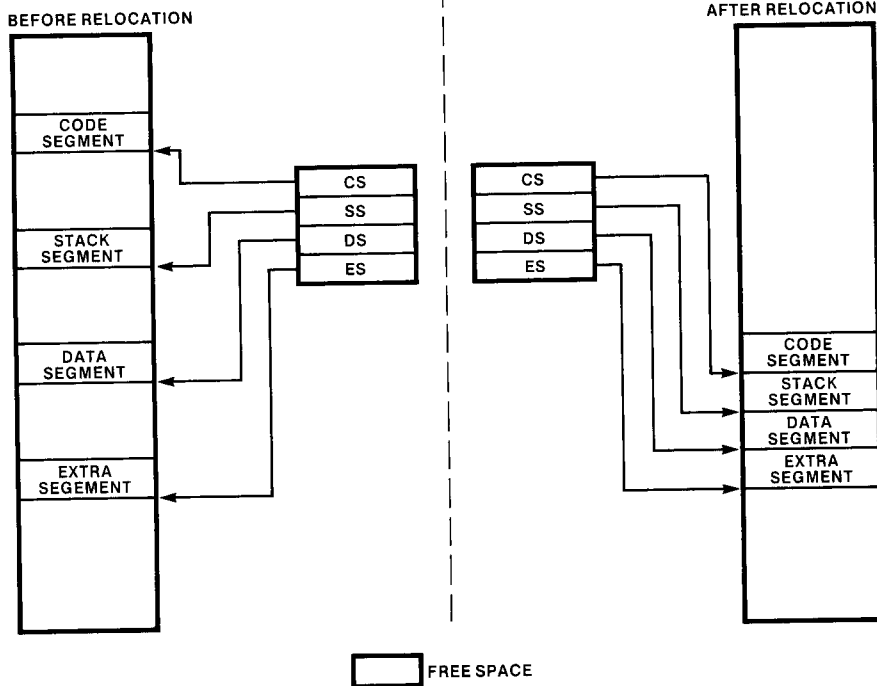 BEFORE RELOCATION
CODE
SEGMENT
STACK
SEGMENT
DATA
SEGMENT
EXTRA
SEGEMENT
CS
SS
DS
ES
AFTER RELOCATION
CS
SS
DS
ES
CODE
SEGMENT
STACK
SEGMENT
DATA
SEGMENT
EXTRA
SEGMENT
FREE SPACE